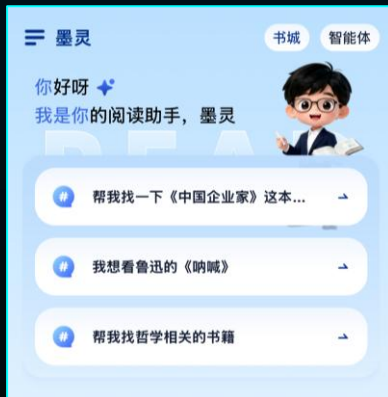 墨灵
书城
智能体
你好呀
我是你的阅读助手，墨灵
REA
帮我找一下《中国企业家》这本...
我想看鲁迅的《呐喊》
帮我找哲学相关的书籍